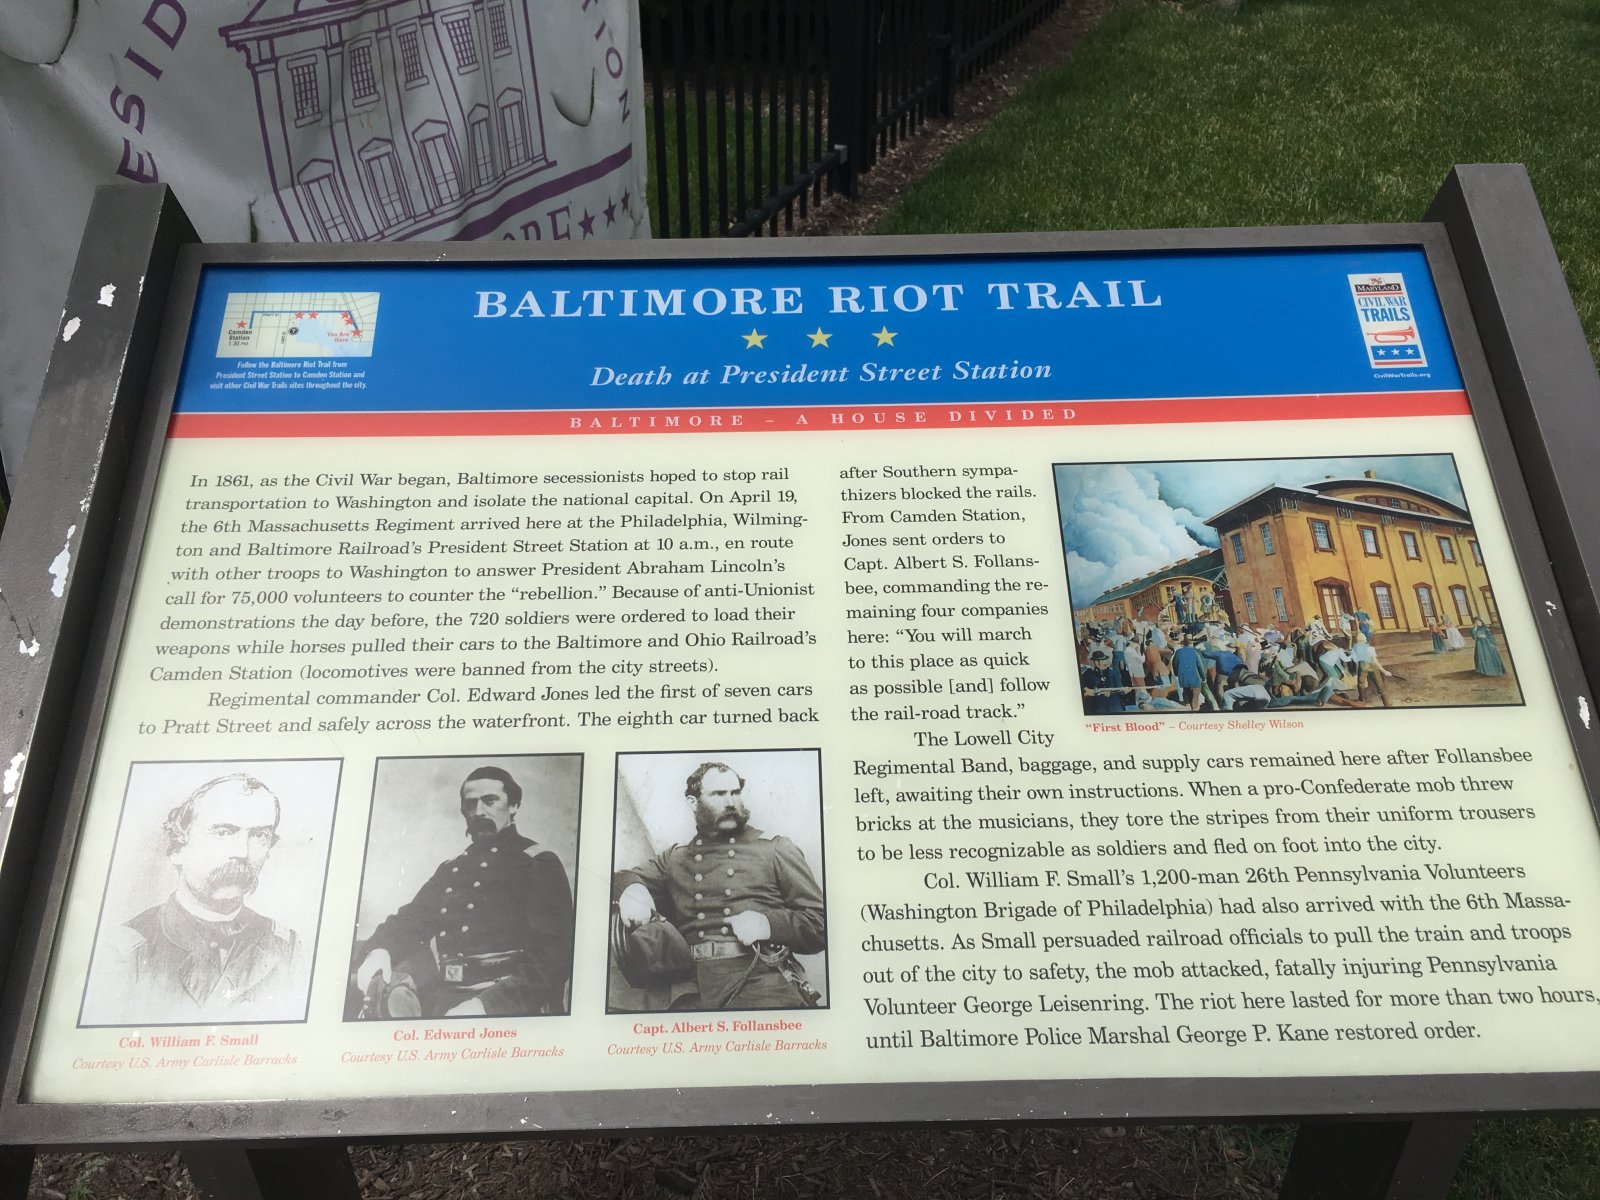 ESID
ION
ORE★★★
BALTIMORE RIOT TRAIL
Death at President Street Station
BALTIMORE – A HOUSE DIVIDED
Camden
Station
1:30 PM
You Are
Here
Follow the Baltimore Riot Trail from
President Street Station to Camden Station and
visit other Civil War Trails sites throughout the city.
MARYLAND
CIVIL WAR
TRAILS
CivilWarTrails.org
In 1861, as the Civil War began, Baltimore secessionists hoped to stop rail
transportation to Washington and isolate the national capital. On April 19,
the 6th Massachusetts Regiment arrived here at the Philadelphia, Wilming-
ton and Baltimore Railroad's President Street Station at 10 a.m., en route
with other troops to Washington to answer President Abraham Lincoln's
call for 75,000 volunteers to counter the “rebellion.” Because of anti-Unionist
demonstrations the day before, the 720 soldiers were ordered to load their
weapons while horses pulled their cars to the Baltimore and Ohio Railroad's
Camden Station (locomotives were banned from the city streets).
Regimental commander Col. Edward Jones led the first of seven cars
to Pratt Street and safely across the waterfront. The eighth car turned back
after Southern sympa-
thizers blocked the rails.
From Camden Station,
Jones sent orders to
Capt. Albert S. Follans-
bee, commanding the re-
maining four companies
here: “You will march
to this place as quick
as possible [and] follow
the rail-road track.”
The Lowell City
Regimental Band, baggage, and supply cars remained here after Follansbee
left, awaiting their own instructions. When a pro-Confederate mob threw
bricks at the musicians, they tore the stripes from their uniform trousers
to be less recognizable as soldiers and fled on foot into the city.
Col. William F. Small's 1,200-man 26th Pennsylvania Volunteers
(Washington Brigade of Philadelphia) had also arrived with the 6th Massa-
chusetts. As Small persuaded railroad officials to pull the train and troops
out of the city to safety, the mob attacked, fatally injuring Pennsylvania
Volunteer George Leisenring. The riot here lasted for more than two hours,
until Baltimore Police Marshal George P. Kane restored order.
“First Blood” – Courtesy Shelley Wilson
Col. William F. Small
Courtesy U.S. Army Carlisle Barracks
Col. Edward Jones
Courtesy U.S. Army Carlisle Barracks
Capt. Albert S. Follansbee
Courtesy U.S. Army Carlisle Barracks